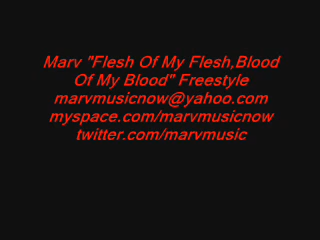 Marv "Flesh Of My Flesh,Blood
Of My Blood" Freestyle
marvmusicnow@yahoo.com
myspace.com/marvmusicnow
twitter.com/marvmusic